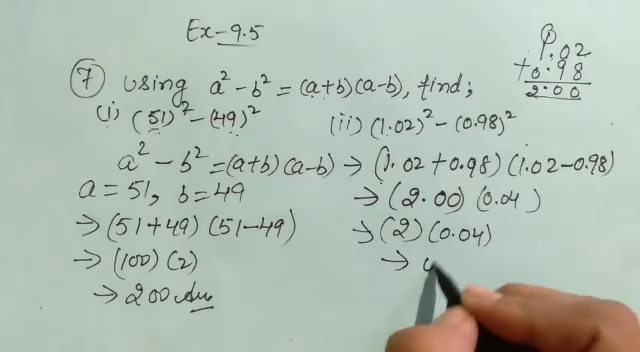 Ex-9.5
⑦ using a² - b² = (a+b)(a-b), find;
(i) (51)² - (49)²
a² - b² = (a+b)(a-b)
a = 51, b = 49
→ (51+49) (51-49)
→ (100) (2)
→ 200 Ans
(ii) (1.02)² - (0.98)²
→ (1.02+0.98)(1.02-0.98)
→ (2.00) (0.04)
→ (2) (0.04)
→
1.02
+0.98
2.00